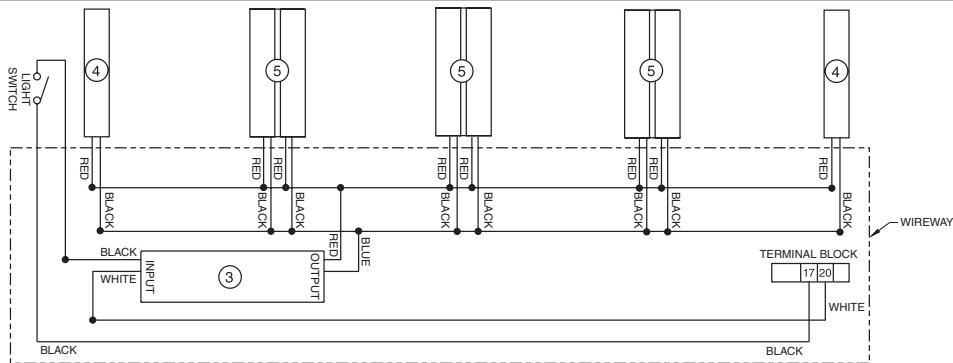 4
5
5
5
4
LIGHT
SWITCH
RED
BLACK
RED
RED
BLACK
BLACK
RED
RED
BLACK
BLACK
RED
RED
BLACK
BLACK
RED
BLACK
WIREWAY
BLACK
WHITE
INPUT
3
OUTPUT
RED
BLUE
TERMINAL BLOCK
17 20
WHITE
BLACK
BLACK